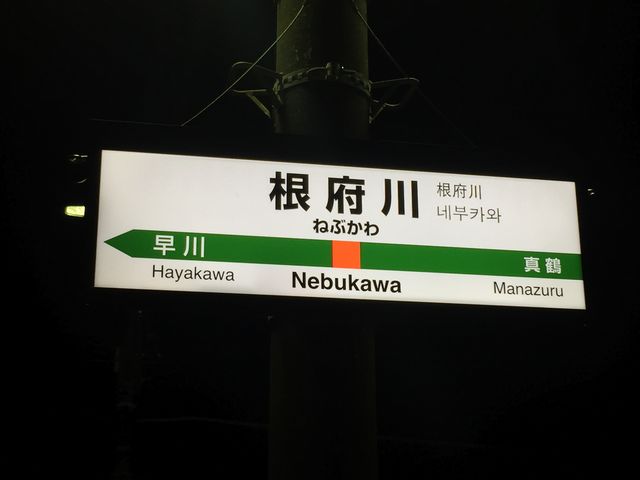 根府川
根府川
네부카와
ねぶかわ
早川
真鶴
Hayakawa
Nebukawa
Manazuru